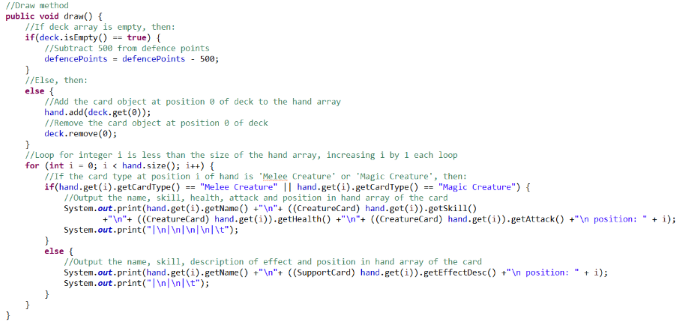 //Draw method
public void draw() {
//If deck array is empty, then:
if(deck.isEmpty() == true) {
//Subtract 500 from defence points
defencePoints = defencePoints - 500;
}
//Else, then:
else {
//Add the card object at position 0 of deck to the hand array
hand.add(deck.get(0));
//Remove the card object at position 0 of deck
deck.remove(0);
}
//Loop for integer i is less than the size of the hand array, increasing i by 1 each loop
for (int i = 0; i < hand.size(); i++) {
//If the card type at position i of hand is 'Melee Creature' or 'Magic Creature', then:
if(hand.get(i).getCardType() == "Melee Creature" || hand.get(i).getCardType() == "Magic Creature") {
//Output the name, skill, health, attack and position in hand array of the card
System.out.print(hand.get(i).getName() +"\n"+ ((CreatureCard) hand.get(i)).getSkill()
+"\n"+ ((CreatureCard) hand.get(i)).getHealth() +"\n"+ ((CreatureCard) hand.get(i)).getAttack() +"\n position: " + i);
System.out.print("|\n|\n|\n|\n|\t");
}
else {
//Output the name, skill, description of effect and position in hand array of the card
System.out.print(hand.get(i).getName() +"\n"+ ((SupportCard) hand.get(i)).getEffectDesc() +"\n position: " + i);
System.out.print("|\n|\n|\t");
}
}
}